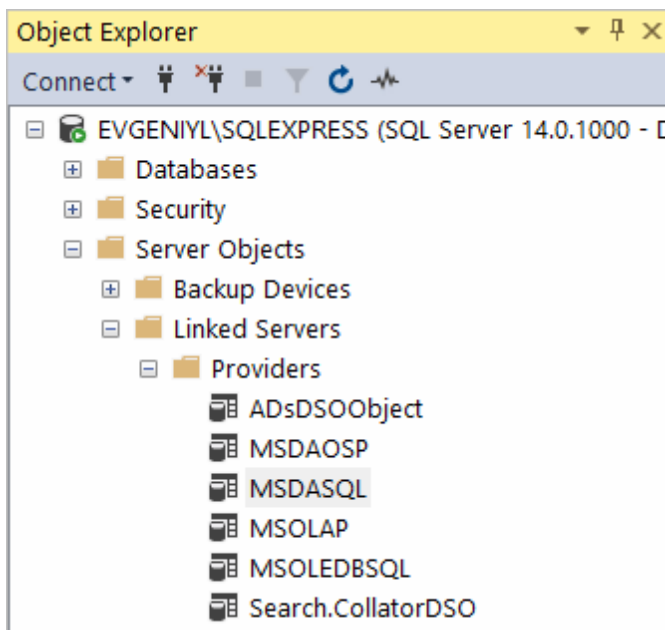 Object Explorer
Connect
EVGENIYL\SQLEXPRESS (SQL Server 14.0.1000 -
Databases
Security
Server Objects
Backup Devices
Linked Servers
Providers
ADsDSOObject
MSDAOSP
MSDASQL
MSOLAP
MSOLEDBSQL
Search.CollatorDSO